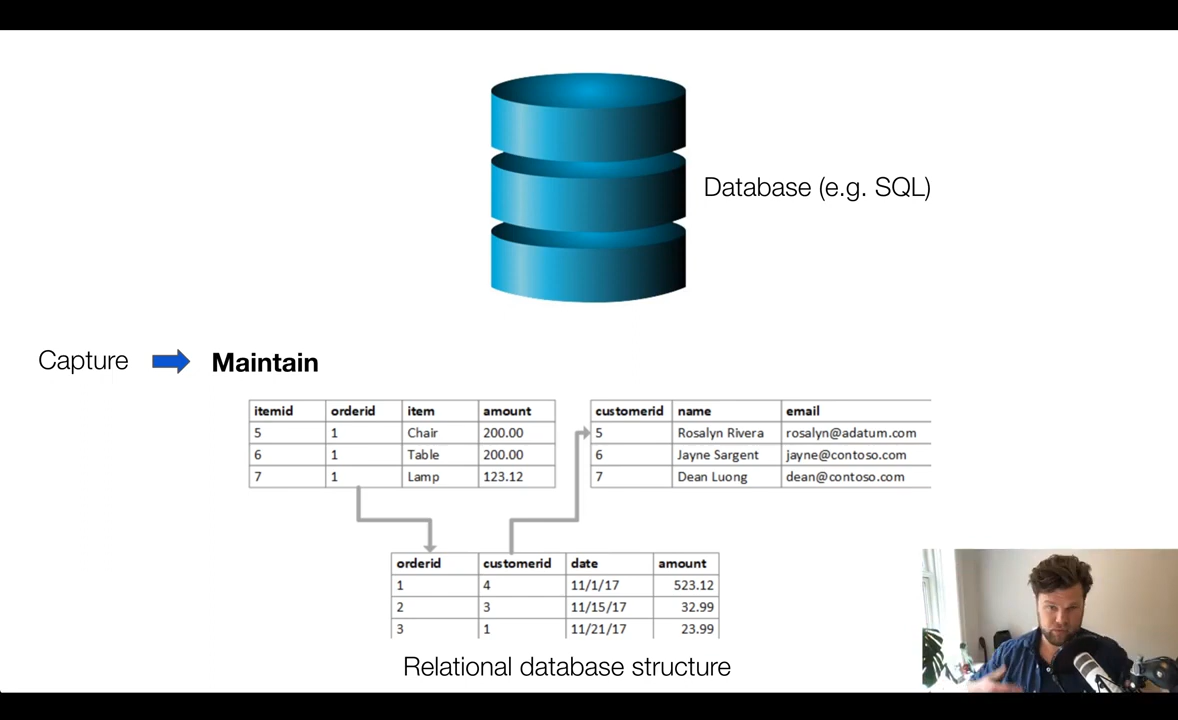 Database (e.g. SQL)
Capture Maintain
itemid orderid item amount
5 1 Chair 200.00
6 1 Table 200.00
7 1 Lamp 123.12
customerid name email
5 Rosalyn Rivera rosalyn@adatum.com
6 Jayne Sargent jayne@contoso.com
7 Dean Luong dean@contoso.com
orderid customerid date amount
1 4 11/1/17 523.12
2 3 11/15/17 32.99
3 1 11/21/17 23.99
Relational database structure